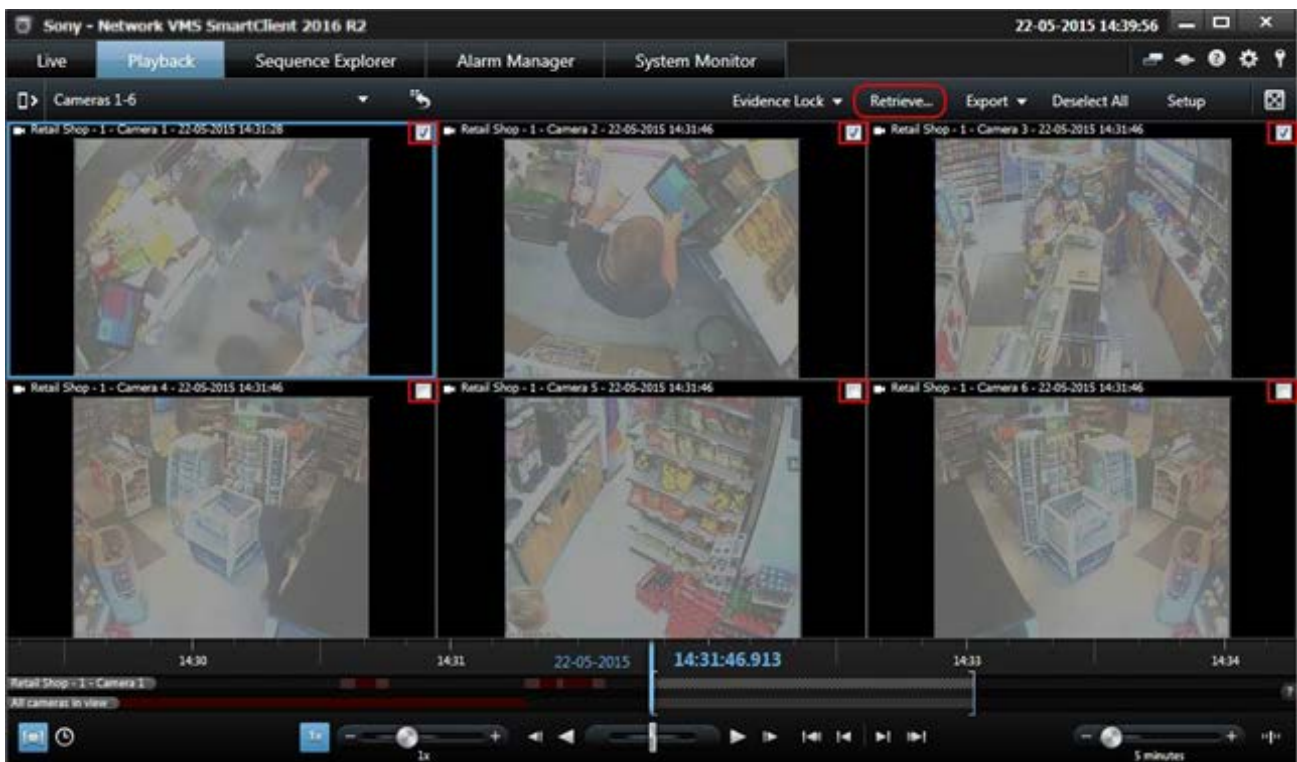 Sony - Network VMS SmartClient 2016 R2 22-05-2015 14:39:56
Live Playback Sequence Explorer Alarm Manager System Monitor
Cameras 1-6 Evidence Lock Retrieve... Export Deselect All Setup
Retail Shop - 1 - Camera 1 - 22-05-2015 14:31:28
Retail Shop - 1 - Camera 2 - 22-05-2015 14:31:46
Retail Shop - 1 - Camera 3 - 22-05-2015 14:31:46
Retail Shop - 1 - Camera 4 - 22-05-2015 14:31:46
Retail Shop - 1 - Camera 5 - 22-05-2015 14:31:46
Retail Shop - 1 - Camera 6 - 22-05-2015 14:31:46
14:30 14:31 22-05-2015 14:31:46.913 14:33 14:34
Retail Shop - 1 - Camera 1
All cameras in view
1x
1x
5 minutes